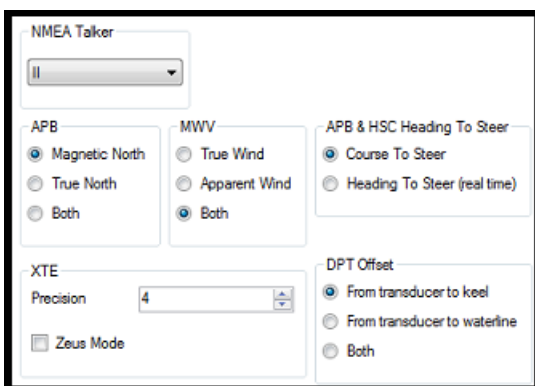 NMEA Talker
II
APB
Magnetic North
True North
Both
MWV
True Wind
Apparent Wind
Both
APB & HSC Heading To Steer
Course To Steer
Heading To Steer (real time)
XTE
Precision 4
Zeus Mode
DPT Offset
From transducer to keel
From transducer to waterline
Both